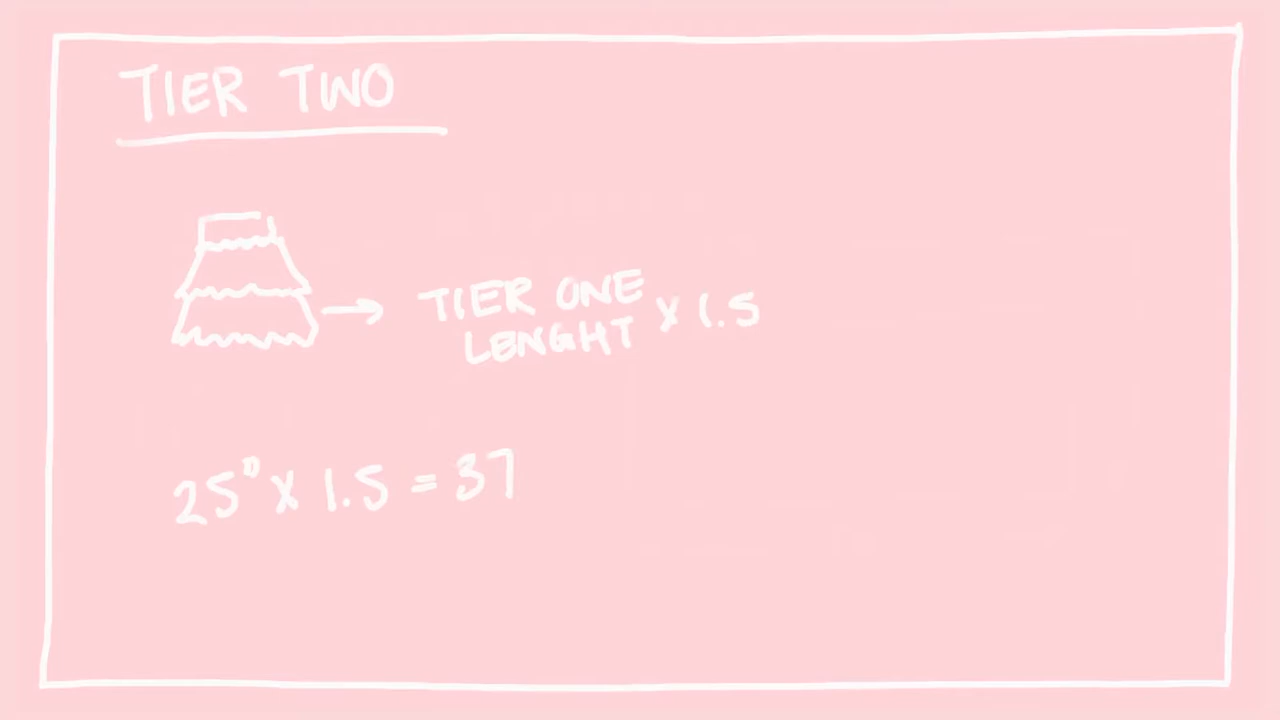 TIER TWO
TIER ONE
LENGHT x 1.5
25" x 1.5 = 37